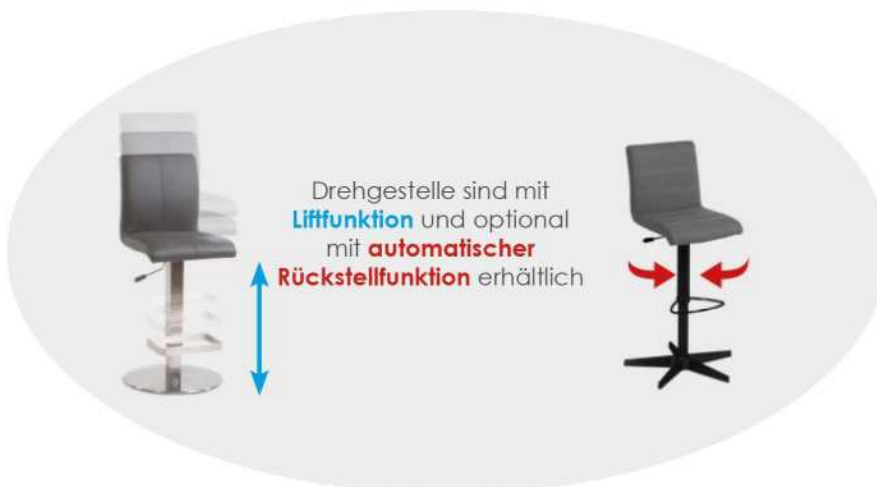 Drehgestelle sind mit
Liftfunktion und optional
mit automatischer
Rückstellfunktion erhältlich